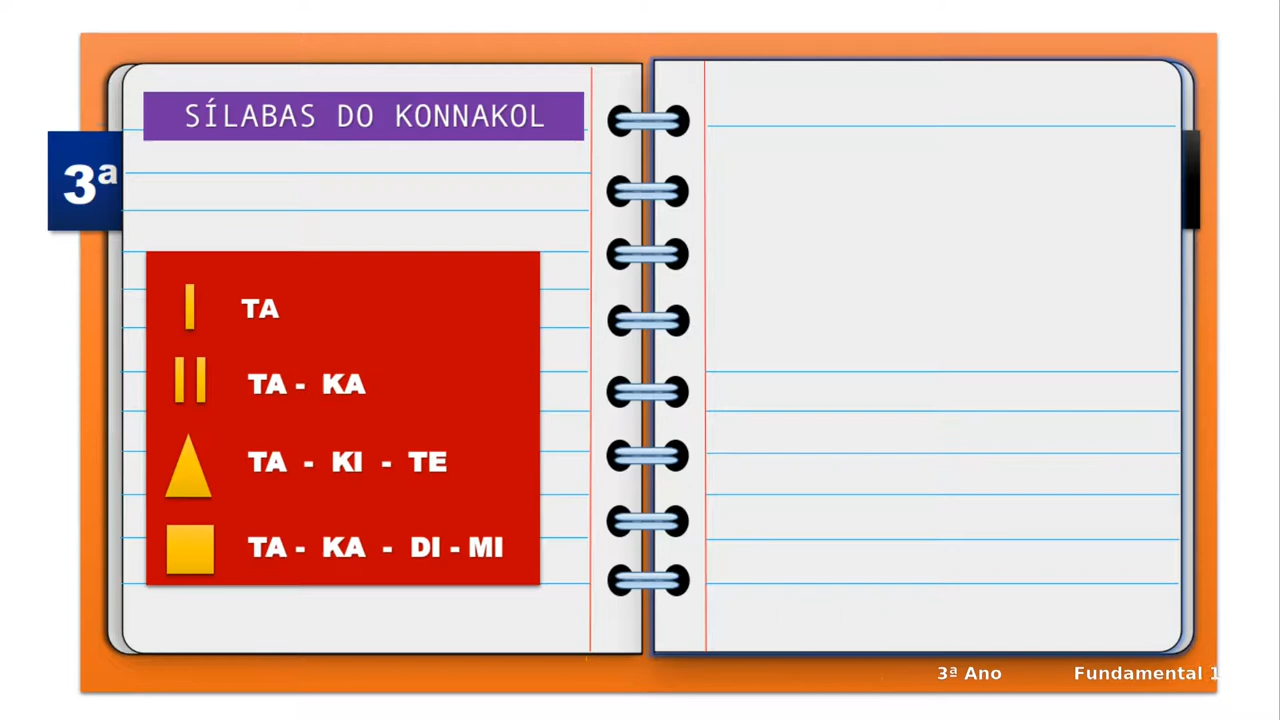 SÍLABAS DO KONNAKOL
3ª
TA
TA - KA
TA - KI - TE
TA - KA - DI - MI
3ª Ano Fundamental 1